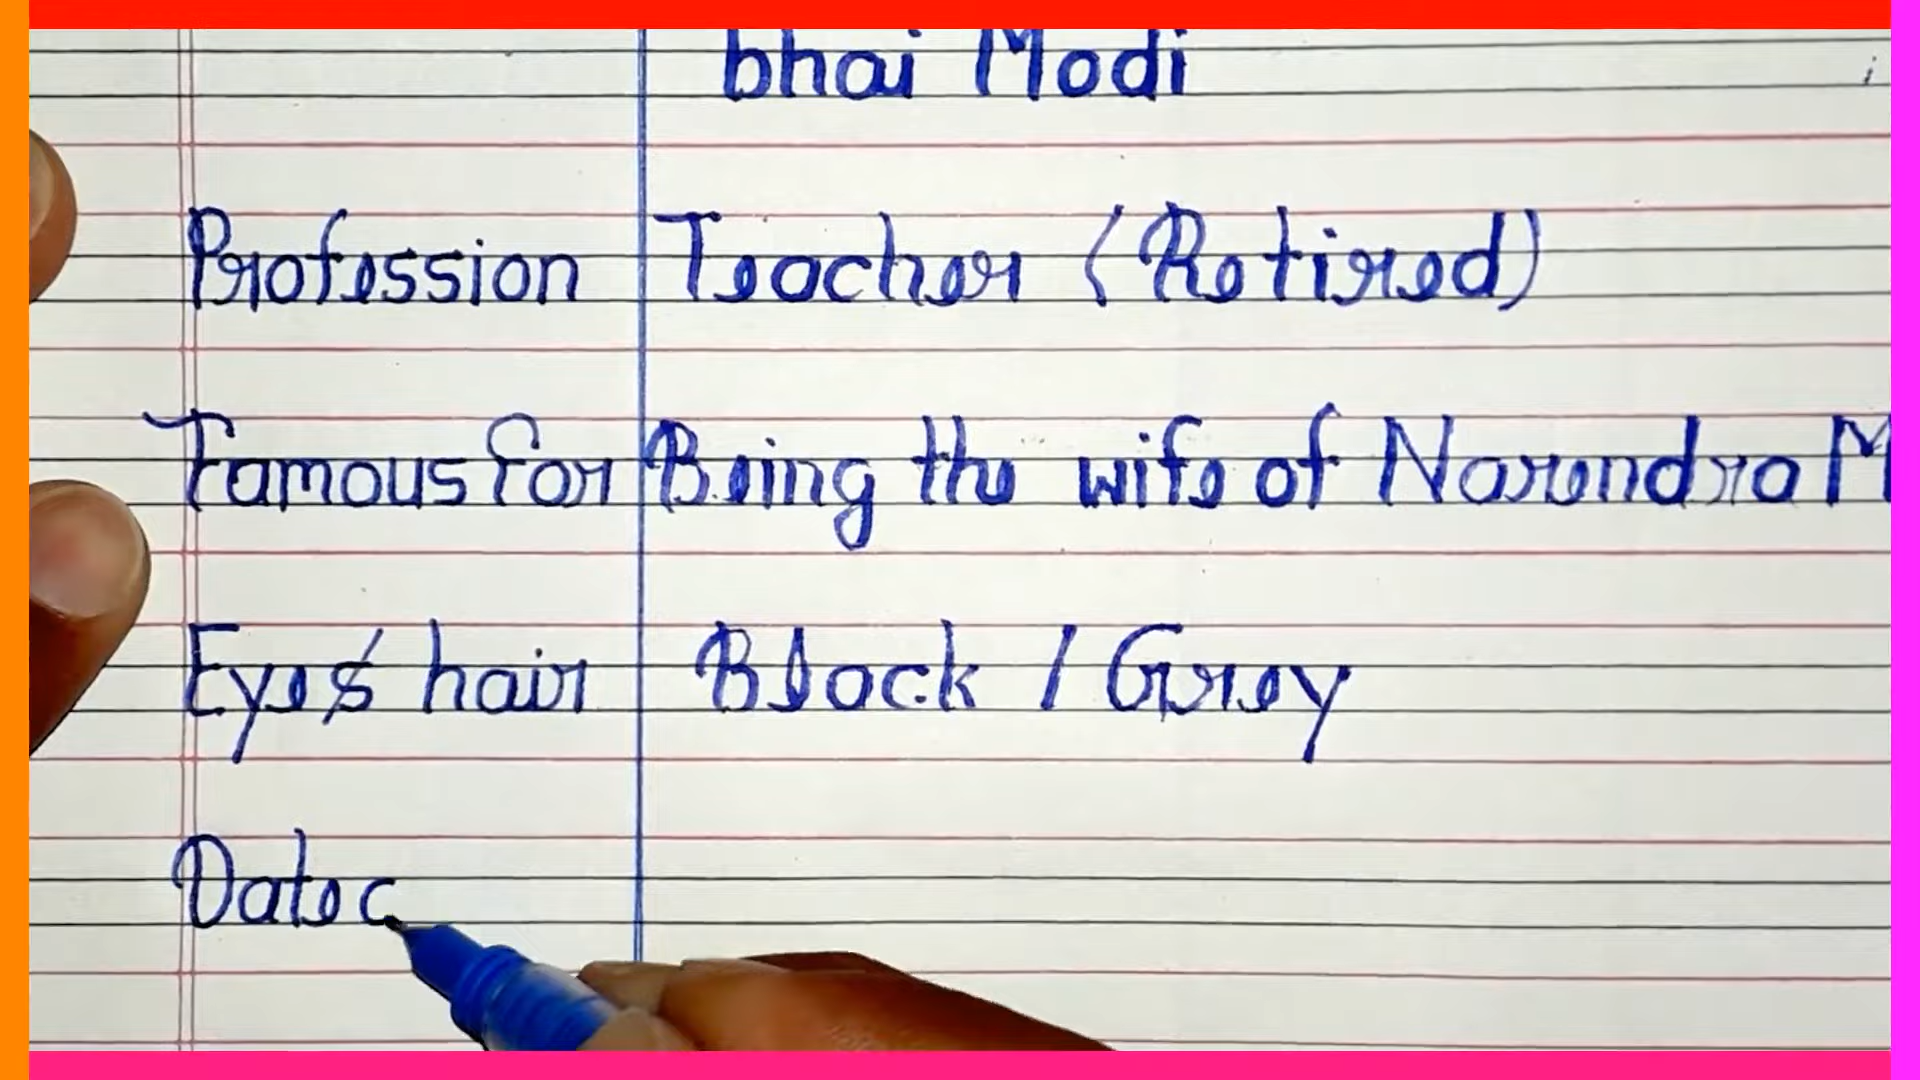 bhai Modi
Profession Teacher (Retired)
Famous for Being the wife of Narendra M
Eyes hair Black / Grey
Date o